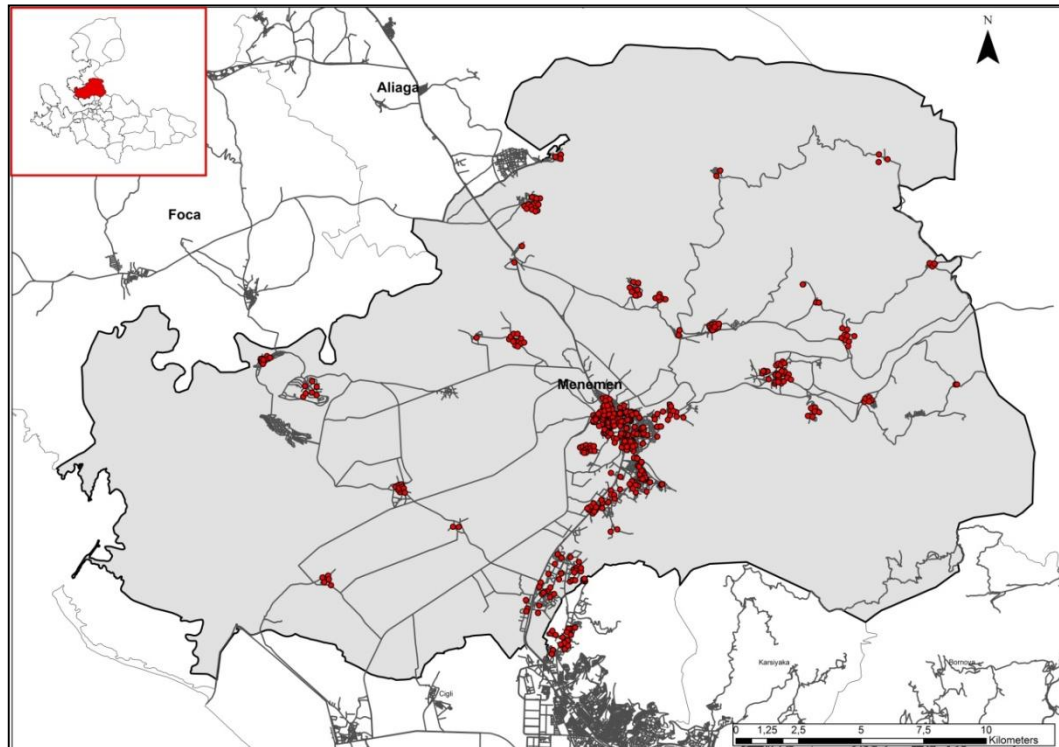 N
Aliaga
Foca
Menemen
Karsiyaka
Bornova
Cigli
0 1,25 2,5 5 7,5 10
Kilometers